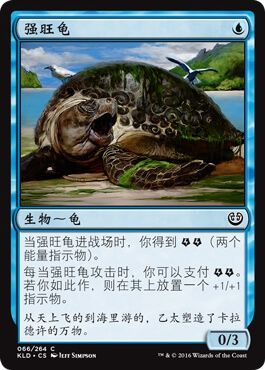 强旺龟
生物～龟
当强旺龟进战场时，你得到（两个
能量指示物）。
每当强旺龟攻击时，你可以支付。
若你如此作，则在其上放置一个 +1/+1
指示物。
从天上飞的到海里游的，乙太塑造了卡拉
德许的万物。
0/3
066/264 C
KLD • CS JEFF SIMPSON
™ & © 2016 Wizards of the Coast